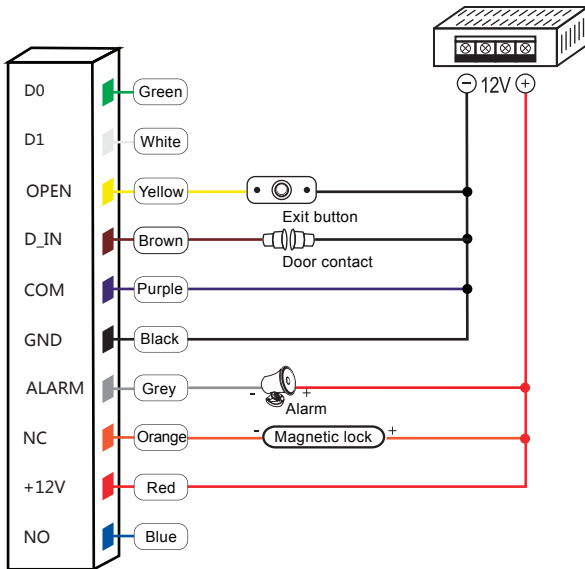 ⊖ 12V ⊕
D0 Green
D1 White
OPEN Yellow
Exit button
D_IN Brown
Door contact
COM Purple
GND Black
ALARM Grey - +
Alarm
NC Orange - Magnetic lock +
+12V Red
NO Blue